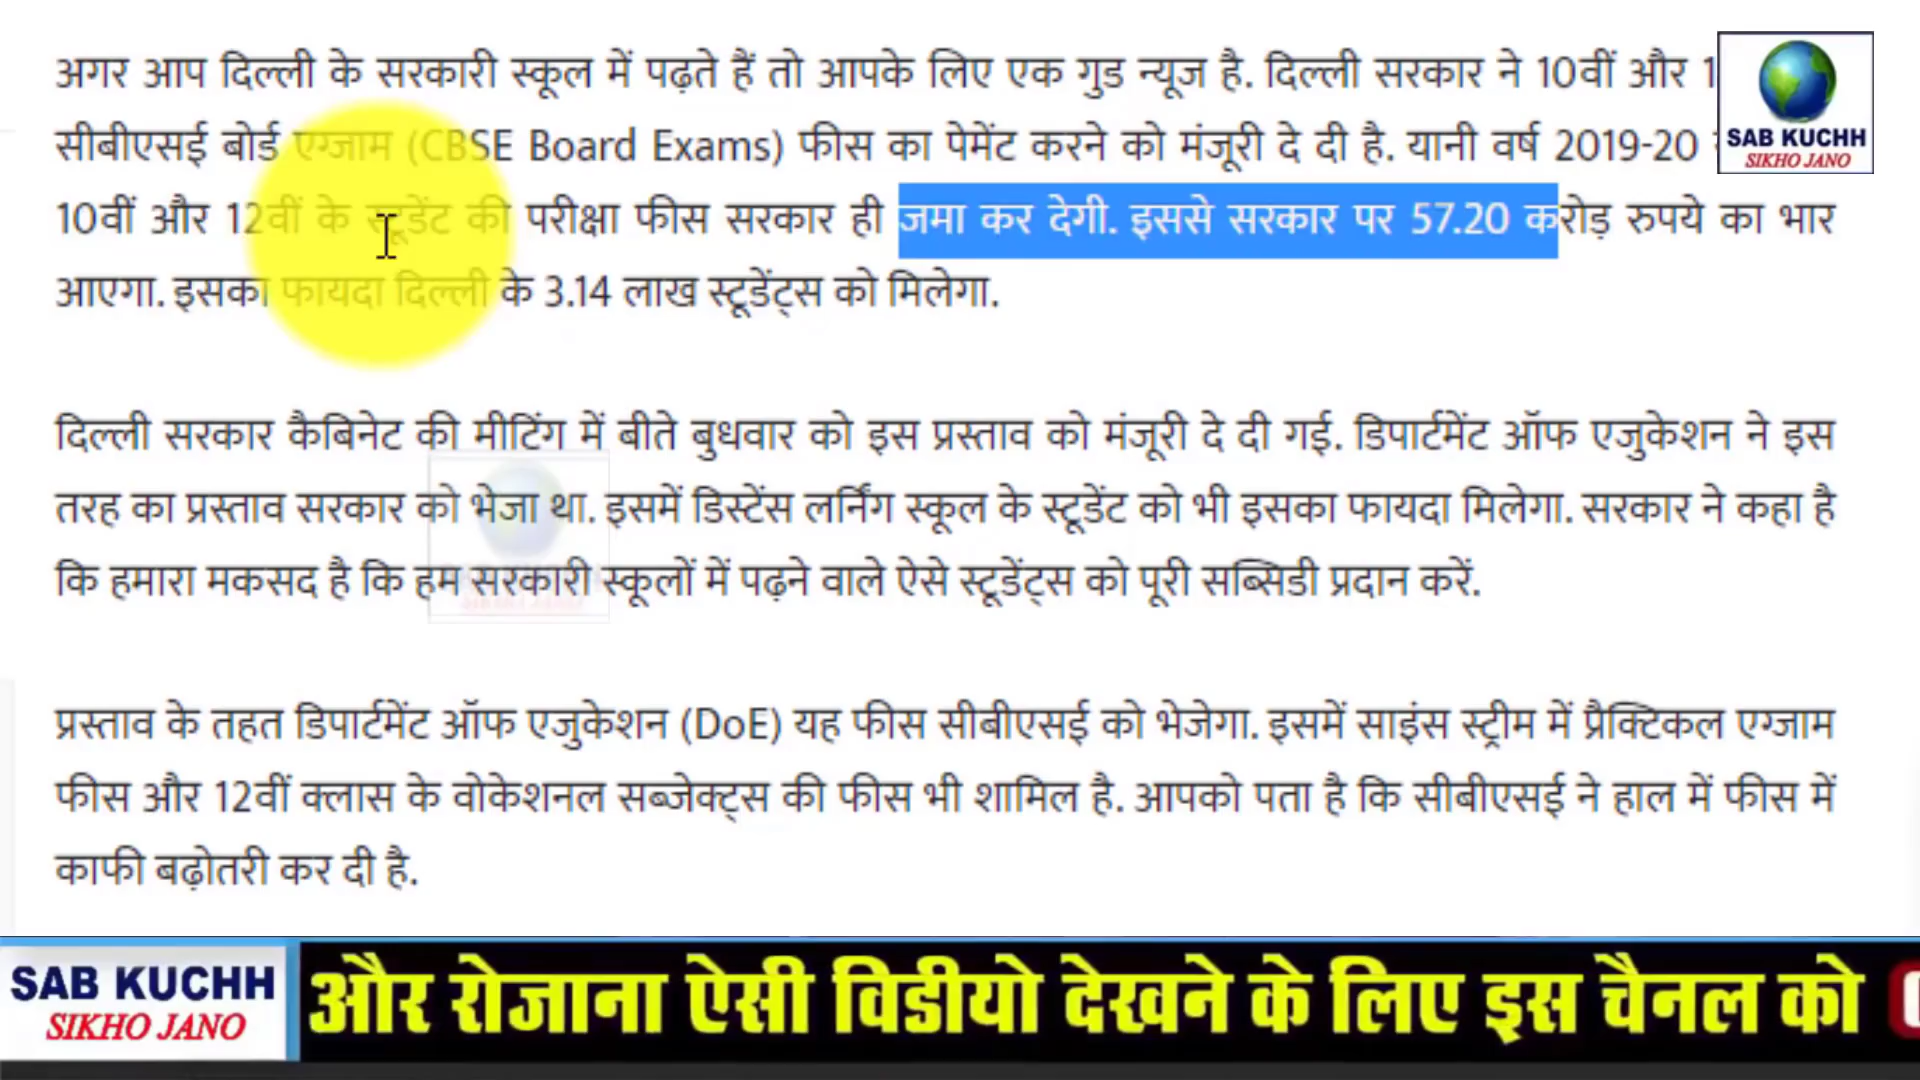 अगर आप दिल्ली के सरकारी स्कूल में पढ़ते हैं तो आपके लिए एक गुड न्यूज है. दिल्ली सरकार ने 10वीं और
सीबीएसई बोर्ड एग्जाम (CBSE Board Exams) फीस का पेमेंट करने को मंजूरी दे दी है. यानी वर्ष 2019-20
10वीं और 12वीं के स्टूडेंट की परीक्षा फीस सरकार ही जमा कर देगी. इससे सरकार पर 57.20 करोड़ रुपये का भार
आएगा. इसका फायदा दिल्ली के 3.14 लाख स्टूडेंट्स को मिलेगा.
दिल्ली सरकार कैबिनेट की मीटिंग में बीते बुधवार को इस प्रस्ताव को मंजूरी दे दी गई. डिपार्टमेंट ऑफ एजुकेशन ने इस
तरह का प्रस्ताव सरकार को भेजा था. इसमें डिस्टेंस लर्निंग स्कूल के स्टूडेंट को भी इसका फायदा मिलेगा. सरकार ने कहा है
कि हमारा मकसद है कि हम सरकारी स्कूलों में पढ़ने वाले ऐसे स्टूडेंट्स को पूरी सब्सिडी प्रदान करें.
प्रस्ताव के तहत डिपार्टमेंट ऑफ एजुकेशन (DoE) यह फीस सीबीएसई को भेजेगा. इसमें साइंस स्ट्रीम में प्रैक्टिकल एग्जाम
फीस और 12वीं क्लास के वोकेशनल सब्जेक्ट्स की फीस भी शामिल है. आपको पता है कि सीबीएसई ने हाल में फीस में
काफी बढ़ोतरी कर दी है.
SAB KUCHH
SIKHO JANO
SAB KUCHH
SIKHO JANO
और रोजाना ऐसी विडीयो देखने के लिए इस चैनल को